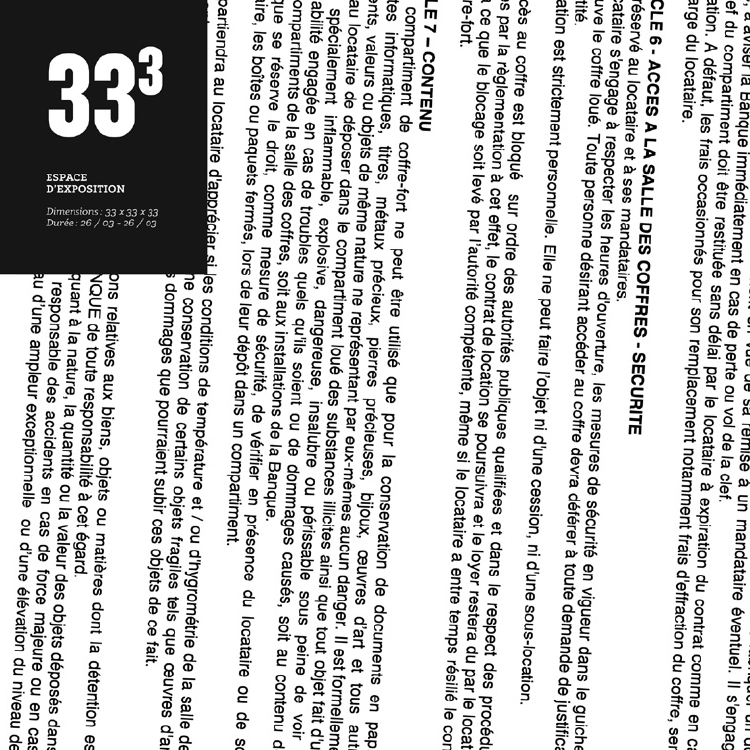 33³
ESPACE
D'EXPOSITION
Dimensions : 33 x 33 x 33
Durée : 26 / 03 - 26 / 03
aviser la Banque immédiatement en vue de sa remise à un mandataire éventuel. Il s'engag
ef du compartiment doit être restituée sans délai par le locataire à expiration du contrat comme en ca
ation. A défaut, les frais occasionnés pour son remplacement notamment frais d'effraction du coffre, se
arge du locataire.
CLE 6 - ACCES A LA SALLE DES COFFRES - SECURITE
réservé au locataire et à ses mandataires.
cataire s'engage à respecter les heures d'ouverture, les mesures de sécurité en vigueur dans le guiche
uve le coffre loué. Toute personne désirant accéder au coffre devra déférer à toute demande de justifica
tité.
ation est strictement personnelle. Elle ne peut faire l'objet ni d'une cession, ni d'une sous-location.
cès au coffre est bloqué sur ordre des autorités publiques qualifiées et dans le respect des procédu
s par la règlementation à cet effet, le contrat de location se poursuivra et le loyer restera du par le locat
à ce que le blocage soit levé par l'autorité compétente, même si le locataire a entre temps résilié le con
re-fort.
LE 7 – CONTENU
compartiment de coffre-fort ne peut être utilisé que pour la conservation de documents en pap
tes informatiques, titres, métaux précieux, pierres précieuses, bijoux, œuvres d'art et tous aut
ents, valeurs ou objets de même nature ne représentant par eux-mêmes aucun danger. Il est formelleme
au locataire de déposer dans le compartiment loué des substances illicites ainsi que tout objet fait d'u
spécialement inflammable, explosive, dangereuse, insalubre ou périssable sous peine de voir
abilité engagée en cas de troubles quels qu'ils soient ou de dommages causés, soit au contenu d
ompartiments de la salle des coffres, soit aux installations de la Banque.
que se réserve le droit, comme mesure de sécurité, de vérifier en présence du locataire ou de so
aire, les boîtes ou paquets fermés, lors de leur dépôt dans un compartiment.
partiendra au locataire d'apprécier si les conditions de température et / ou d'hygrométrie de la salle de
ne conservation de certains objets fragiles tels que œuvres d'ar
s dommages que pourraient subir ces objets de ce fait.
ons relatives aux biens, objets ou matières dont la détention es
NQUE de toute responsabilité à cet égard.
quant à la nature, la quantité ou la valeur des objets déposés dans
responsable des accidents en cas de force majeure ou en cas
au d'une ampleur exceptionnelle ou d'une élévation du niveau de